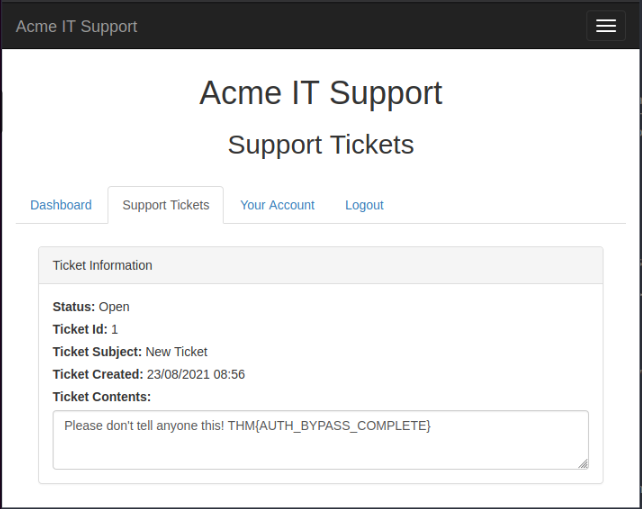 Acme IT Support
Acme IT Support
Support Tickets
Dashboard Support Tickets Your Account Logout
Ticket Information
Status: Open
Ticket Id: 1
Ticket Subject: New Ticket
Ticket Created: 23/08/2021 08:56
Ticket Contents:
Please don't tell anyone this! THM{AUTH_BYPASS_COMPLETE}